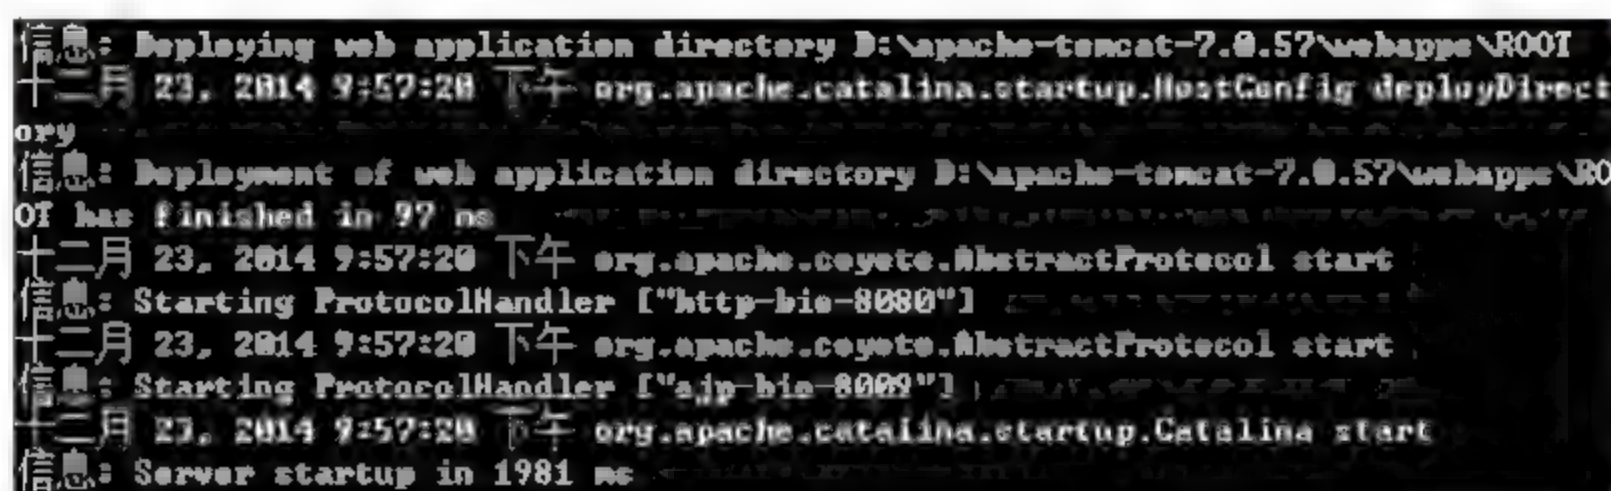 信息: Deploying web application directory D:\apache-tomcat-7.0.57\webapps\ROOT
十二月 23, 2014 9:57:20 下午 org.apache.catalina.startup.HostConfig deployDirect
ory
信息: Deployment of web application directory D:\apache-tomcat-7.0.57\webapps\RO
OT has finished in 97 ms
十二月 23, 2014 9:57:20 下午 org.apache.coyote.AbstractProtocol start
信息: Starting ProtocolHandler ["http-bio-8080"]
十二月 23, 2014 9:57:20 下午 org.apache.coyote.AbstractProtocol start
信息: Starting ProtocolHandler ["ajp-bio-8009"]
十二月 23, 2014 9:57:20 下午 org.apache.catalina.startup.Catalina start
信息: Server startup in 1981 ms